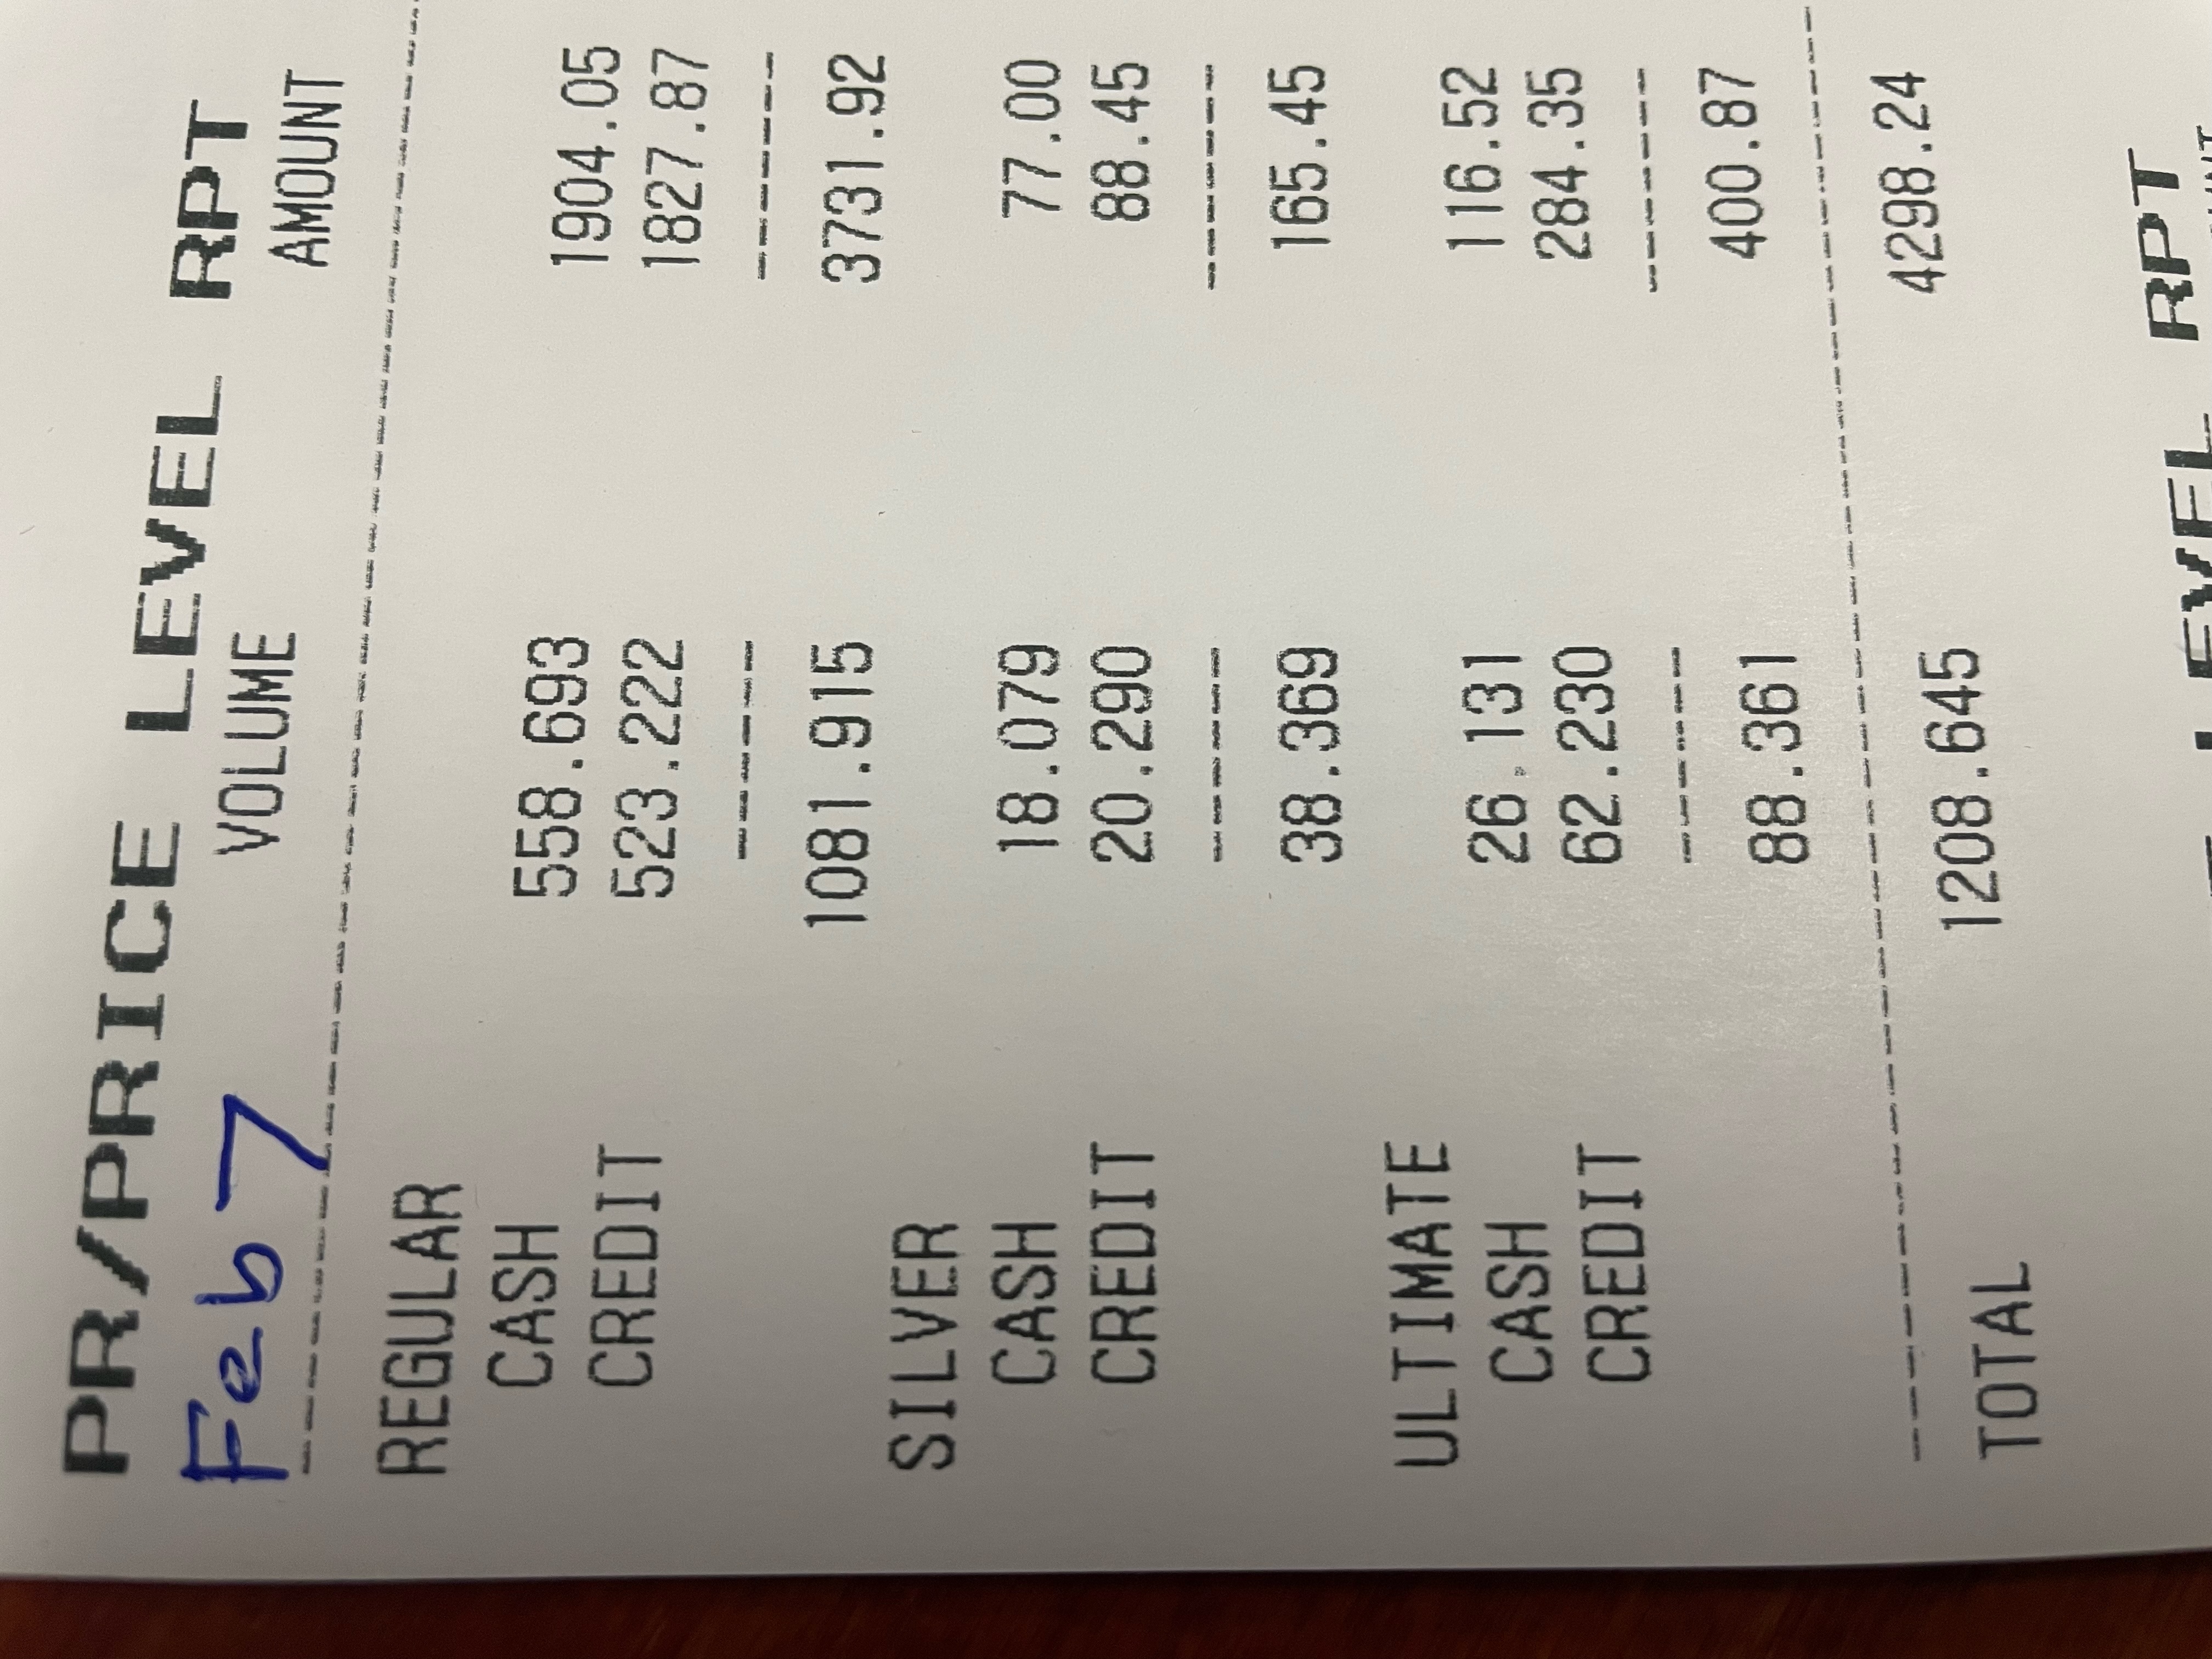 PR/PRICE LEVEL RPT
Feb 7 VOLUME AMOUNT
REGULAR
CASH 558.693 1904.05
CREDIT 523.222 1827.87
1081.915 3731.92
SILVER
CASH 18.079 77.00
CREDIT 20.290 88.45
38.369 165.45
ULTIMATE
CASH 26.131 116.52
CREDIT 62.230 284.35
88.361 400.87
TOTAL 1208.645 4298.24
LEVEL RPT